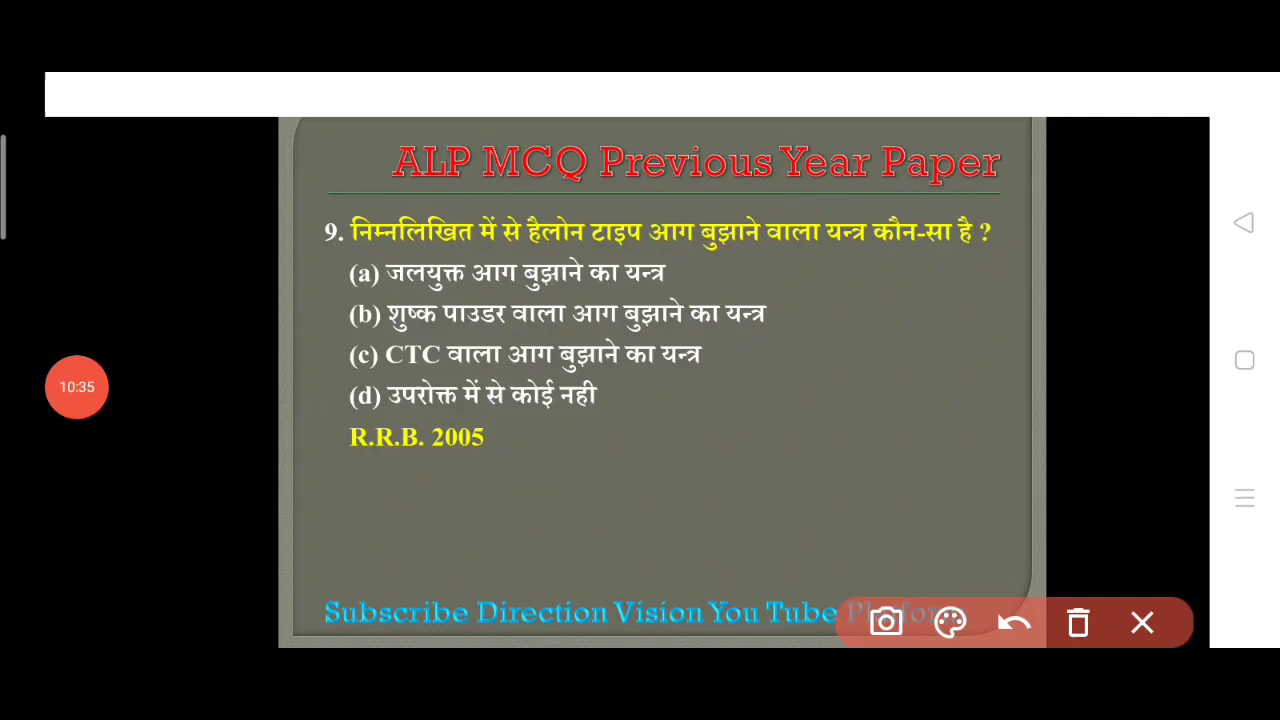 ALP MCQ Previous Year Paper
9. निम्नलिखित में से हैलोन टाइप आग बुझाने वाला यन्त्र कौन-सा है ?
(a) जलयुक्त आग बुझाने का यन्त्र
(b) शुष्क पाउडर वाला आग बुझाने का यन्त्र
(c) CTC वाला आग बुझाने का यन्त्र
(d) उपरोक्त में से कोई नही
R.R.B. 2005
10:35
Subscribe Direction Vision You Tube